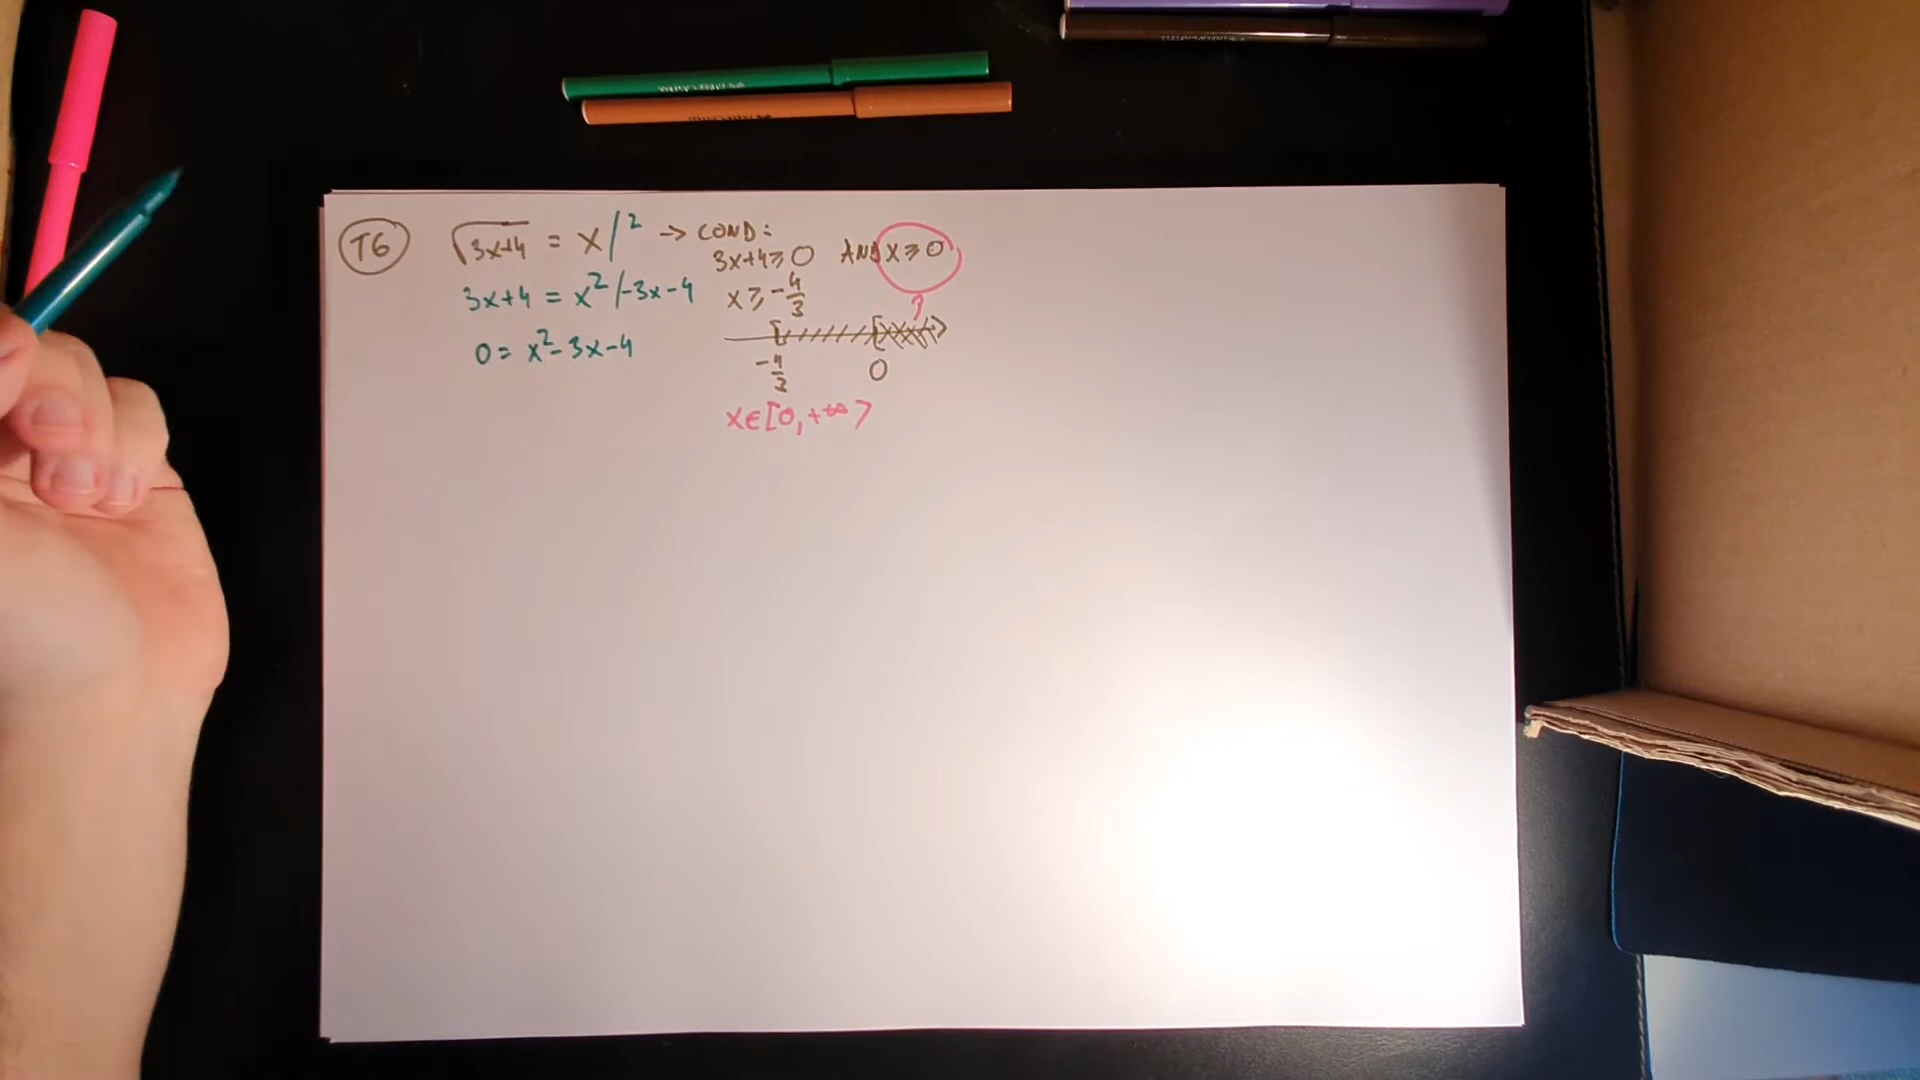 T6 √3x+4 = x /² → COND:
3x+4 ≥ 0 AND x ≥ 0
3x+4 = x² /-3x-4
x ≥ -4/3
0 = x²-3x-4
-4/3 0
x∈[0,+∞>